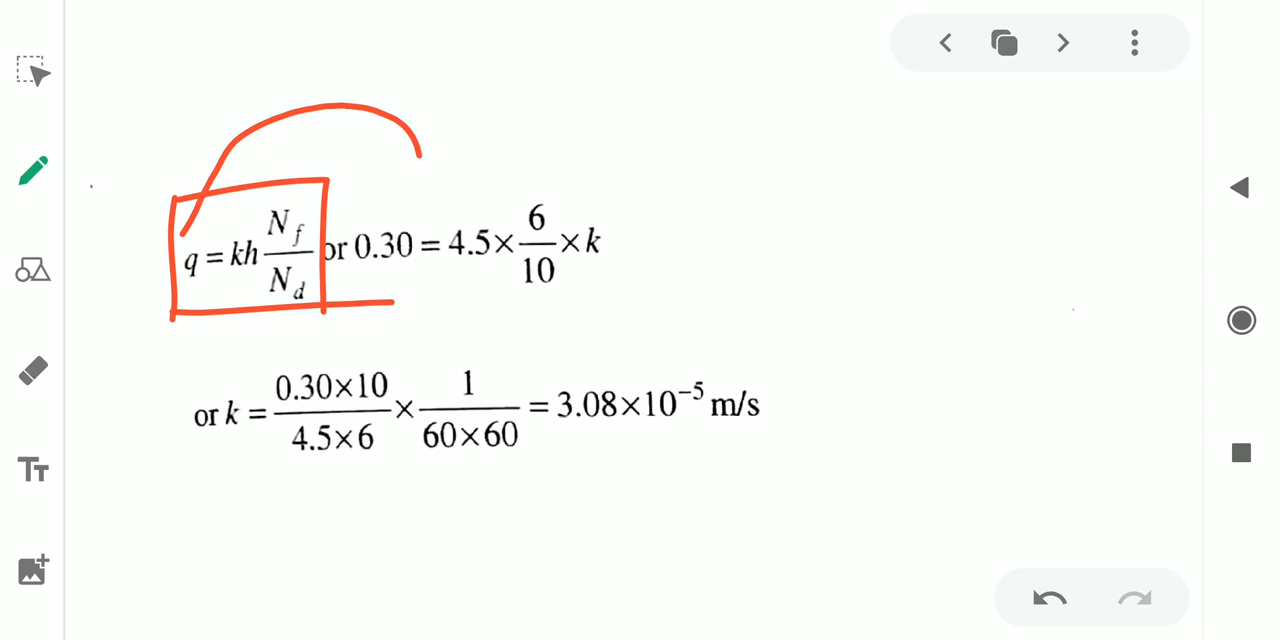 q = kh N_f / N_d or 0.30 = 4.5 × 6/10 × k
or k = 0.30×10 / 4.5×6 × 1 / 60×60 = 3.08×10⁻⁵ m/s
TT